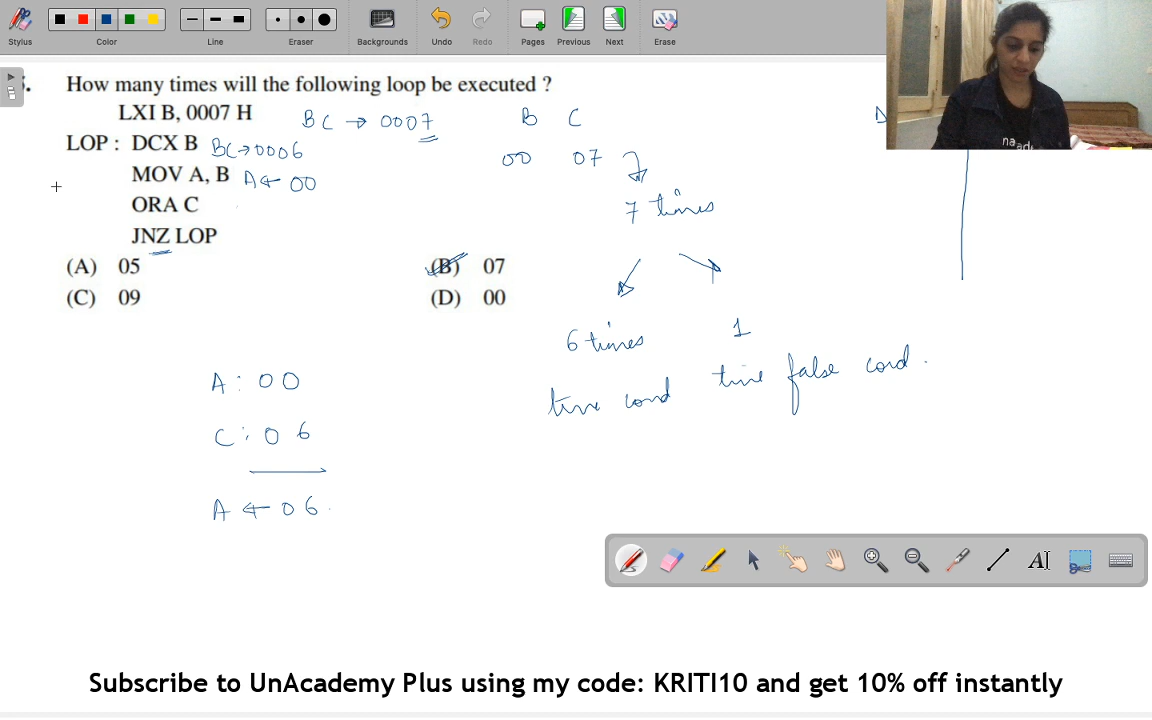 Stylus Color Line Eraser Backgrounds Undo Redo Pages Previous Next Erase
How many times will the following loop be executed ?
LXI B, 0007 H BC → 0007 B C
LOP : DCX B BC→0006 00 07
MOV A, B A← 00
ORA C 7 times
JNZ LOP
(A) 05 (B) 07
(C) 09 (D) 00
6 times 1
true cond time false cond.
A: 00
C: 06
A ← 06.
naad
AI
Subscribe to UnAcademy Plus using my code: KRITI10 and get 10% off instantly